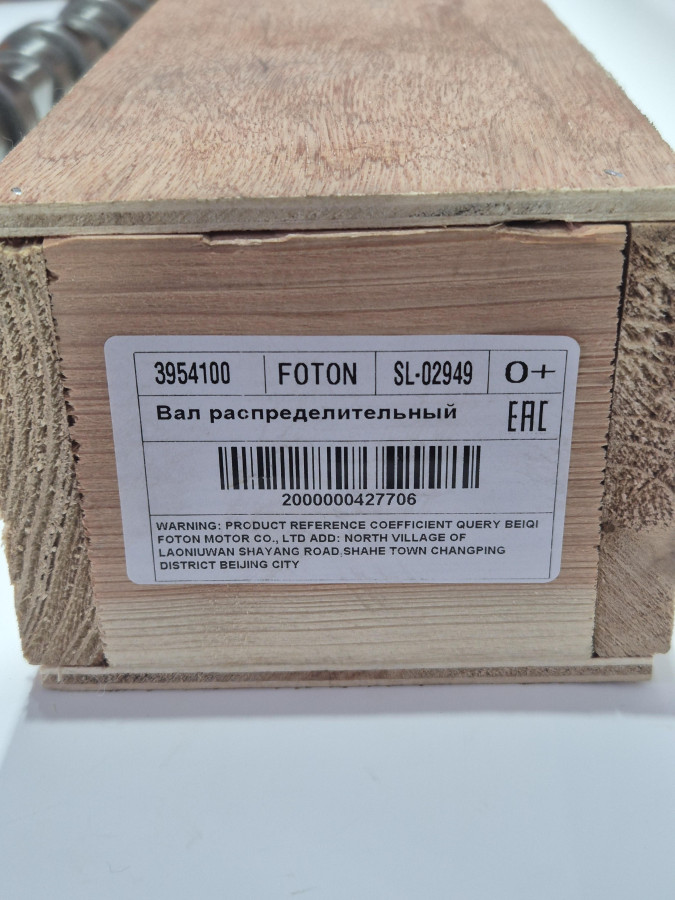 3954100 FOTON SL-02949 O+
Вал распределительный EAC
2000000427706
WARNING: PRODUCT REFERENCE COEFFICIENT QUERY BEIQI
FOTON MOTOR CO., LTD ADD: NORTH VILLAGE OF
LAONIUWAN SHAYANG ROAD,SHAHE TOWN CHANGPING
DISTRICT BEIJING CITY